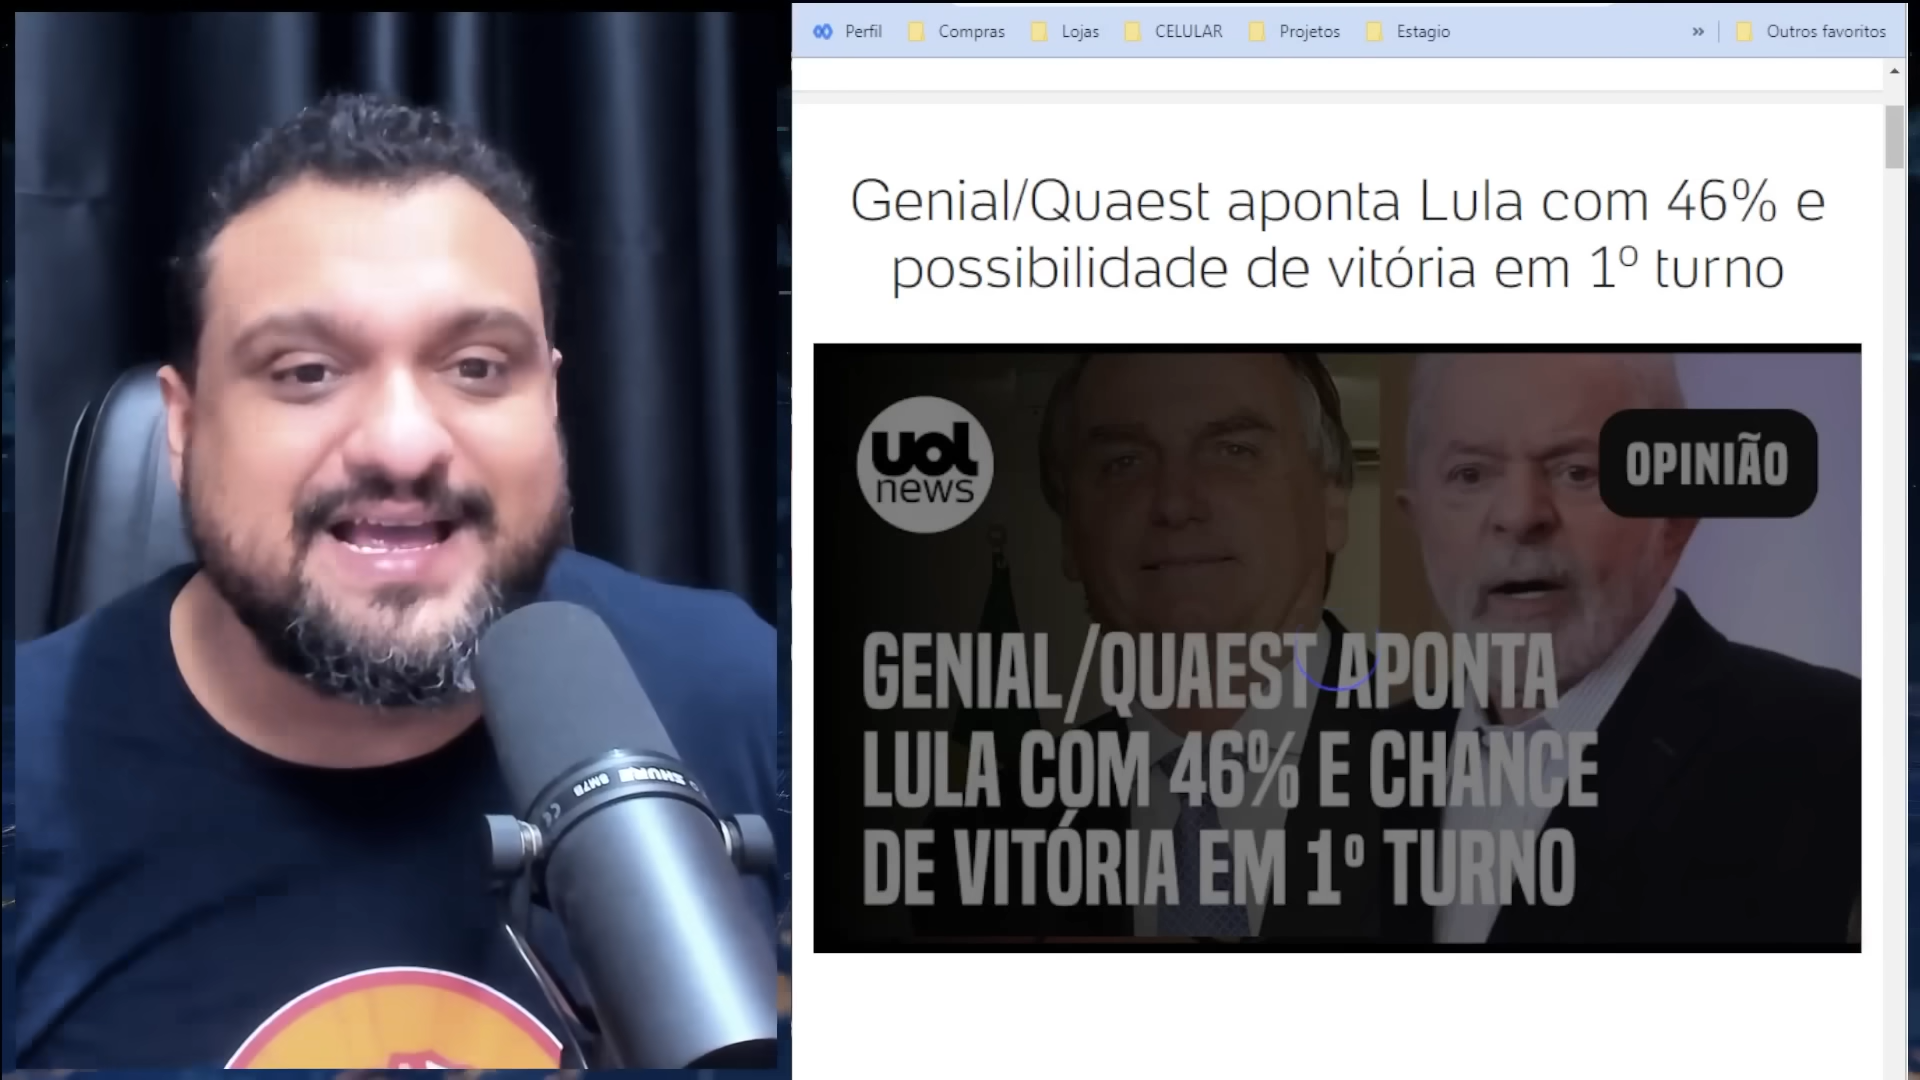 Perfil Compras Lojas CELULAR Projetos Estagio » Outros favoritos
Genial/Quaest aponta Lula com 46% e
possibilidade de vitória em 1º turno
uol
news
OPINIÃO
GENIAL/QUAEST APONTA
LULA COM 46% E CHANCE
DE VITÓRIA EM 1º TURNO
SHURE SM7B